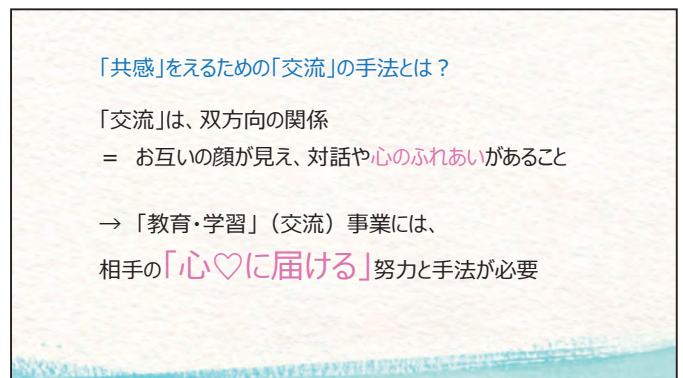 「共感」をえるための「交流」の手法とは？
「交流」は、双方向の関係
＝　お互いの顔が見え、対話や心のふれあいがあること
→「教育・学習」（交流）事業には、
相手の「心♡に届ける」努力と手法が必要